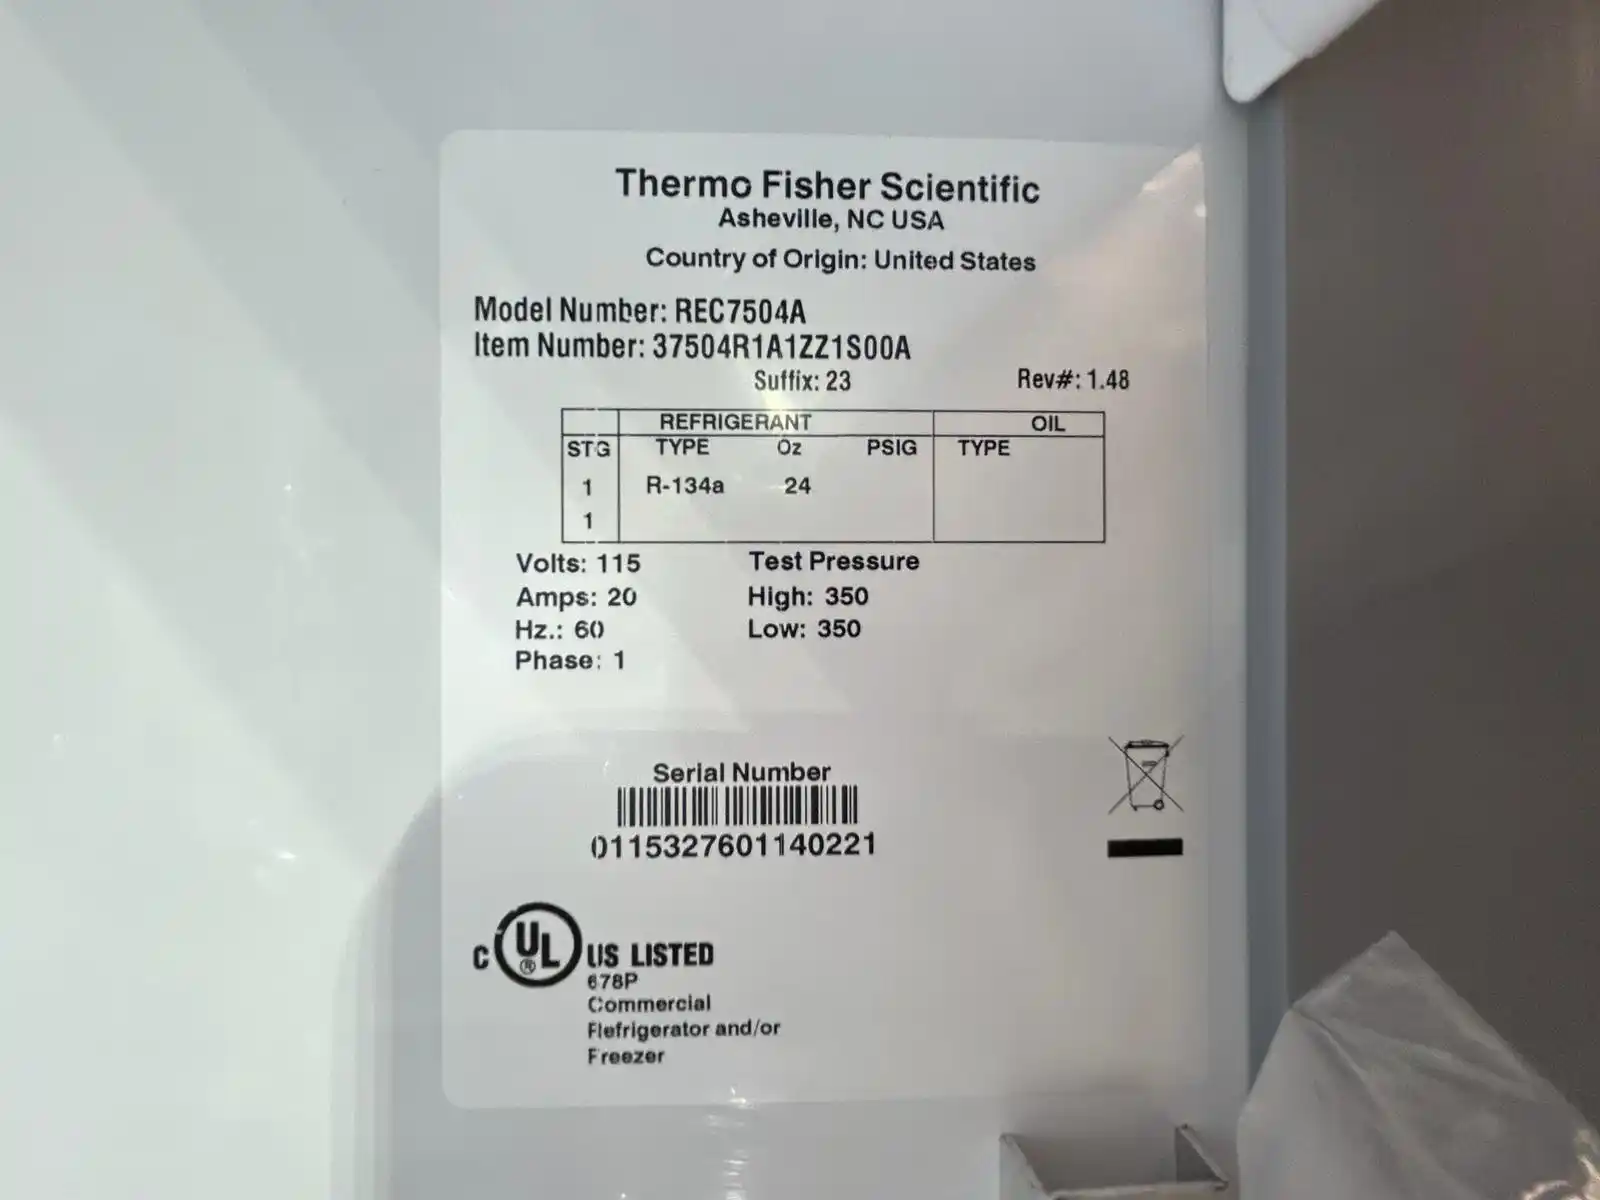 Thermo Fisher Scientific
Asheville, NC USA
Country of Origin: United States
Model Number: REC7504A
Item Number: 37504R1A1ZZ1S00A
Suffix: 23 Rev#: 1.48
REFRIGERANT OIL
STG TYPE Oz PSIG TYPE
1 R-134a 24
1
Volts: 115 Test Pressure
Amps: 20 High: 350
Hz.: 60 Low: 350
Phase: 1
Serial Number
0115327601140221
C UL® US LISTED
678P
Commercial
Refrigerator and/or
Freezer